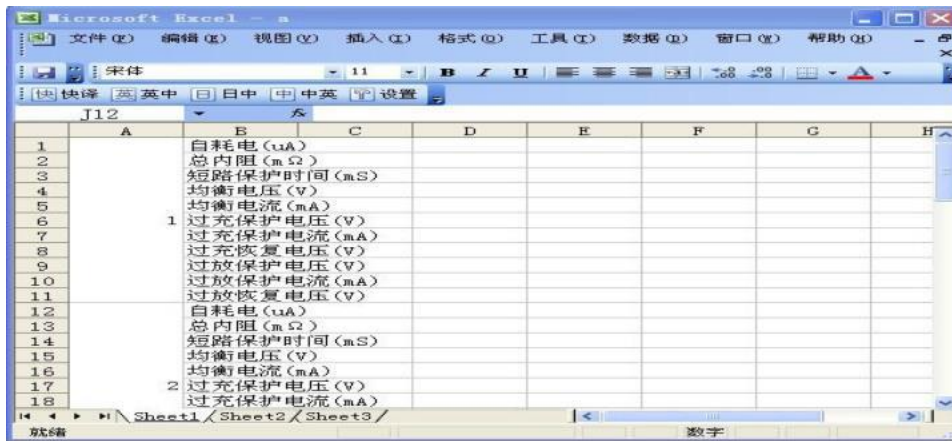 Microsoft Excel - a
文件(F) 编辑(E) 视图(V) 插入(I) 格式(O) 工具(T) 数据(D) 窗口(W) 帮助(H)
宋体 11 B I U
快 快译 英 英中 日 日中 中 中英 设置
J12 fx
A B C D E F G H
1 自耗电(uA)
2 总内阻(mΩ)
3 短路保护时间(mS)
4 均衡电压(V)
5 均衡电流(mA)
6 1 过充保护电压(V)
7 过充保护电流(mA)
8 过充恢复电压(V)
9 过放保护电压(V)
10 过放保护电流(mA)
11 过放恢复电压(V)
12 自耗电(uA)
13 总内阻(mΩ)
14 短路保护时间(mS)
15 均衡电压(V)
16 均衡电流(mA)
17 2 过充保护电压(V)
18 过充保护电流(mA)
Sheet1 Sheet2 Sheet3
就绪 数字